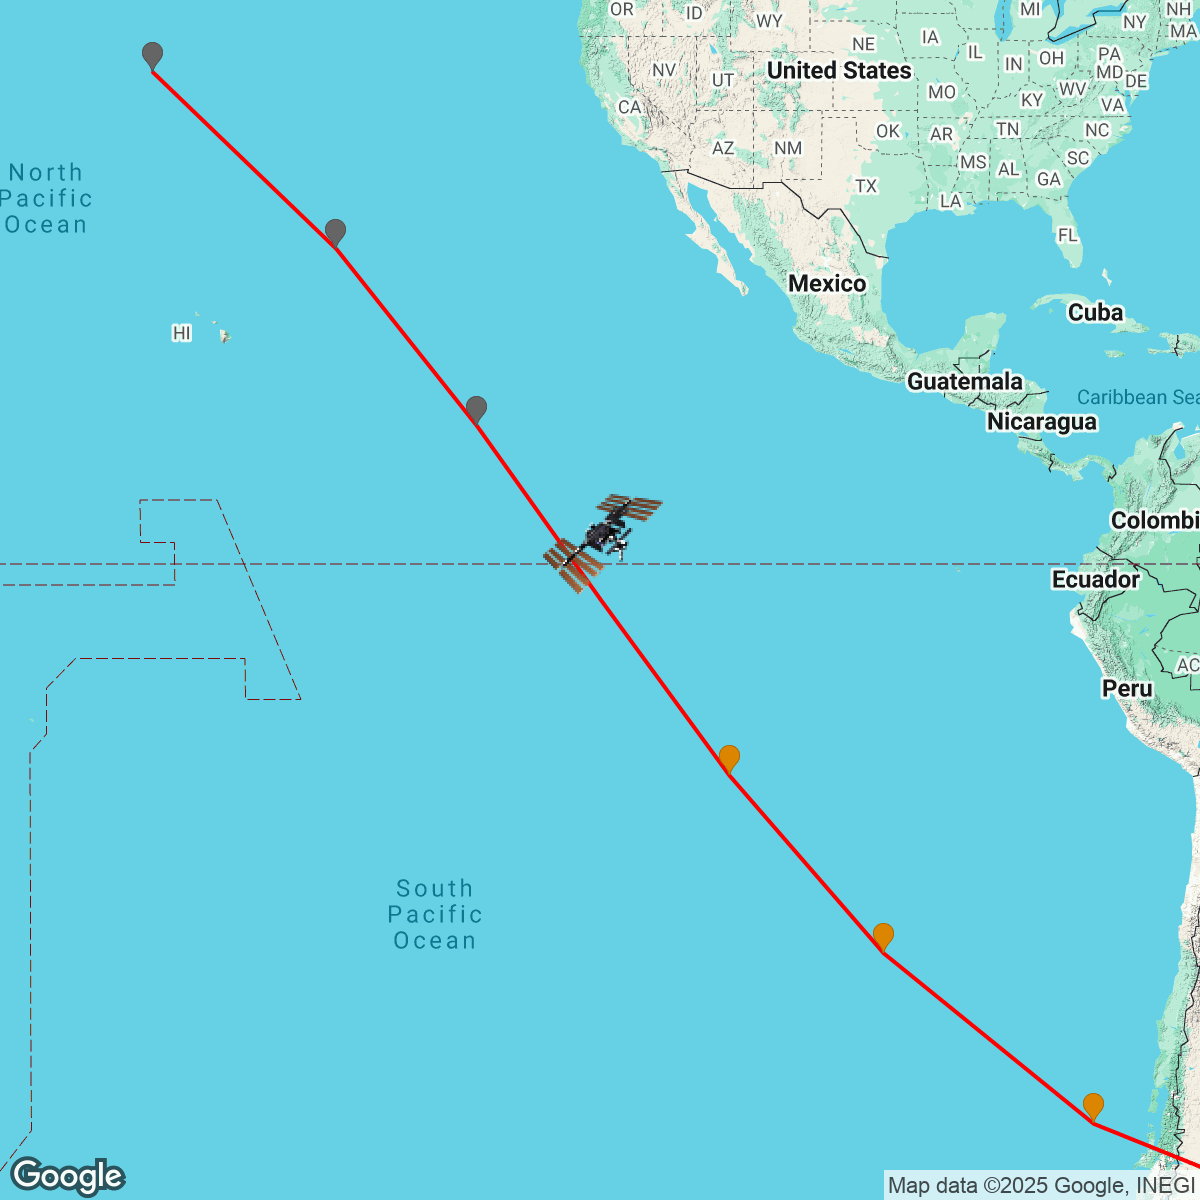 OR
ID
WY
MI
NH
NY
MA
NE
IA
IL
IN
OH
PA
MD
DE
NV
UT
United States
MO
KY
WV
VA
CA
OK
AR
TN
NC
AZ
NM
MS
AL
SC
GA
TX
LA
FL
North
Pacific
Ocean
HI
Mexico
Cuba
Guatemala
Caribbean Sea
Nicaragua
Colombi
Ecuador
AC
Peru
South
Pacific
Ocean
Google
Map data ©2025 Google, INEGI